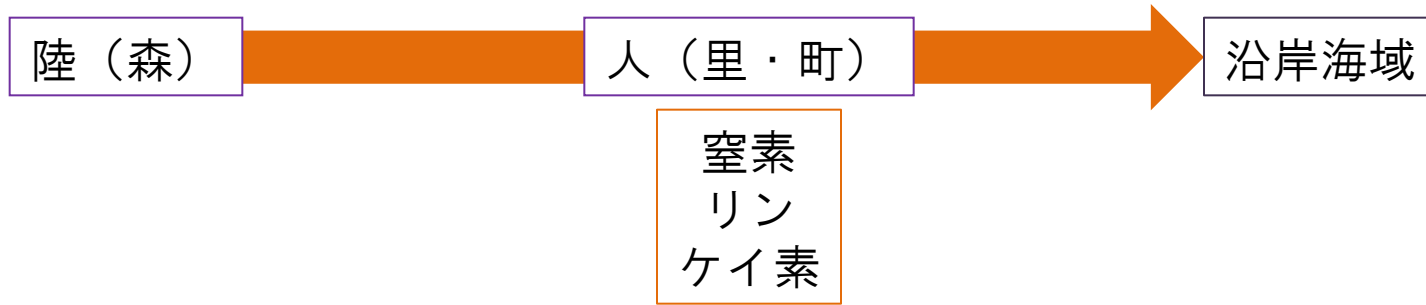 陸（森）
人（里・町）
沿岸海域
窒素
リン
ケイ素